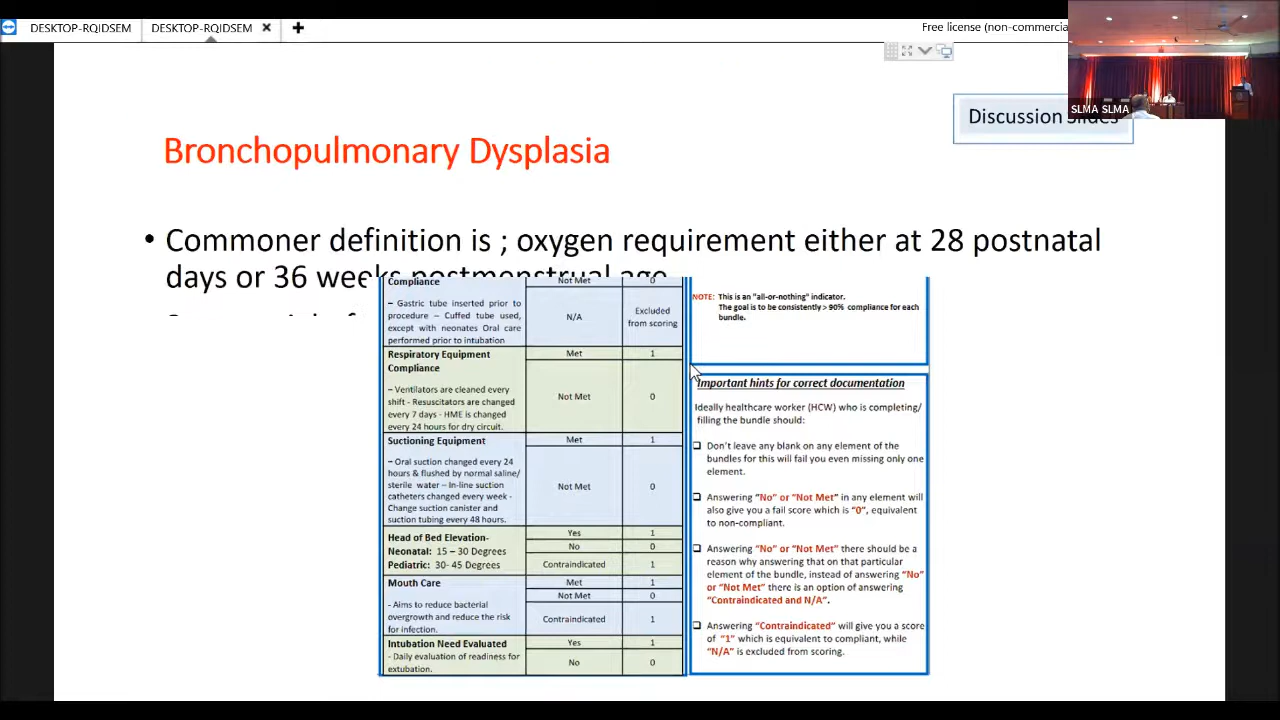 DESKTOP-RQIDSEM
DESKTOP-RQIDSEM
Free license (non-commercia
SLMA SLMA
Discussion Slides
Bronchopulmonary Dysplasia
• Commoner definition is ; oxygen requirement either at 28 postnatal
days or 36 weeks postmenstrual age
Compliance
– Gastric tube inserted prior to
procedure – Cuffed tube used,
except with neonates Oral care
performed prior to intubation
Not Met 0
N/A Excluded
from scoring
Respiratory Equipment
Compliance
– Ventilators are cleaned every
shift - Resuscitators are changed
every 7 days - HME is changed
every 24 hours for dry circuit.
Met 1
Not Met 0
Suctioning Equipment
– Oral suction changed every 24
hours & flushed by normal saline/
sterile water – In-line suction
catheters changed every week -
Change suction canister and
suction tubing every 48 hours.
Met 1
Not Met 0
Head of Bed Elevation-
Neonatal: 15 – 30 Degrees
Pediatric: 30- 45 Degrees
Yes 1
No 0
Contraindicated 1
Mouth Care
- Aims to reduce bacterial
overgrowth and reduce the risk
for infection.
Met 1
Not Met 0
Contraindicated 1
Intubation Need Evaluated
- Daily evaluation of readiness for
extubation.
Yes 1
No 0
NOTE: This is an "all-or-nothing" indicator.
The goal is to be consistently > 90% compliance for each
bundle.
Important hints for correct documentation
Ideally healthcare worker (HCW) who is completing/
filling the bundle should:
Don't leave any blank on any element of the
bundles for this will fail you even missing only one
element.
Answering "No" or "Not Met" in any element will
also give you a fail score which is "0", equivalent
to non-compliant.
Answering "No" or "Not Met" there should be a
reason why answering that on that particular
element of the bundle, instead of answering "No"
or "Not Met" there is an option of answering
"Contraindicated and N/A".
Answering "Contraindicated" will give you a score
of "1" which is equivalent to compliant, while
"N/A" is excluded from scoring.